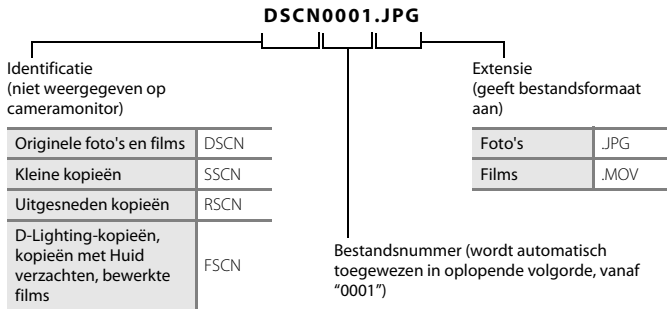 DSCN0001.JPG
Identificatie
(niet weergegeven op
cameramonitor)
Originele foto's en films DSCN
Kleine kopieën SSCN
Uitgesneden kopieën RSCN
D-Lighting-kopieën,
kopieën met Huid
verzachten, bewerkte
films
FSCN
Extensie
(geeft bestandsformaat
aan)
Foto's .JPG
Films .MOV
Bestandsnummer (wordt automatisch
toegewezen in oplopende volgorde, vanaf
“0001”)